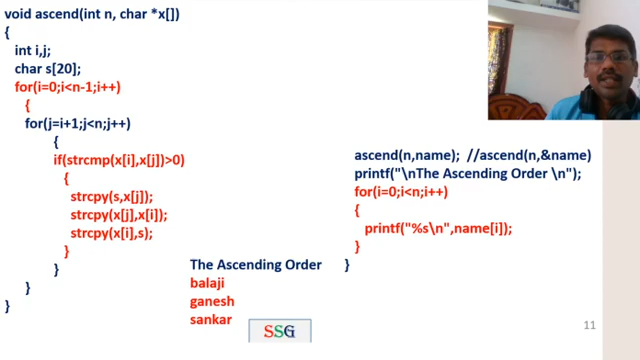 void ascend(int n, char *x[])
{
int i,j;
char s[20];
for(i=0;i<n-1;i++)
{
for(j=i+1;j<n;j++)
{
if(strcmp(x[i],x[j])>0)
{
strcpy(s,x[j]);
strcpy(x[j],x[i]);
strcpy(x[i],s);
}
}
}
}
ascend(n,name); //ascend(n,&name)
printf("\nThe Ascending Order \n");
for(i=0;i<n;i++)
{
printf("%s\n",name[i]);
}
}
The Ascending Order
balaji
ganesh
sankar
SSG
11